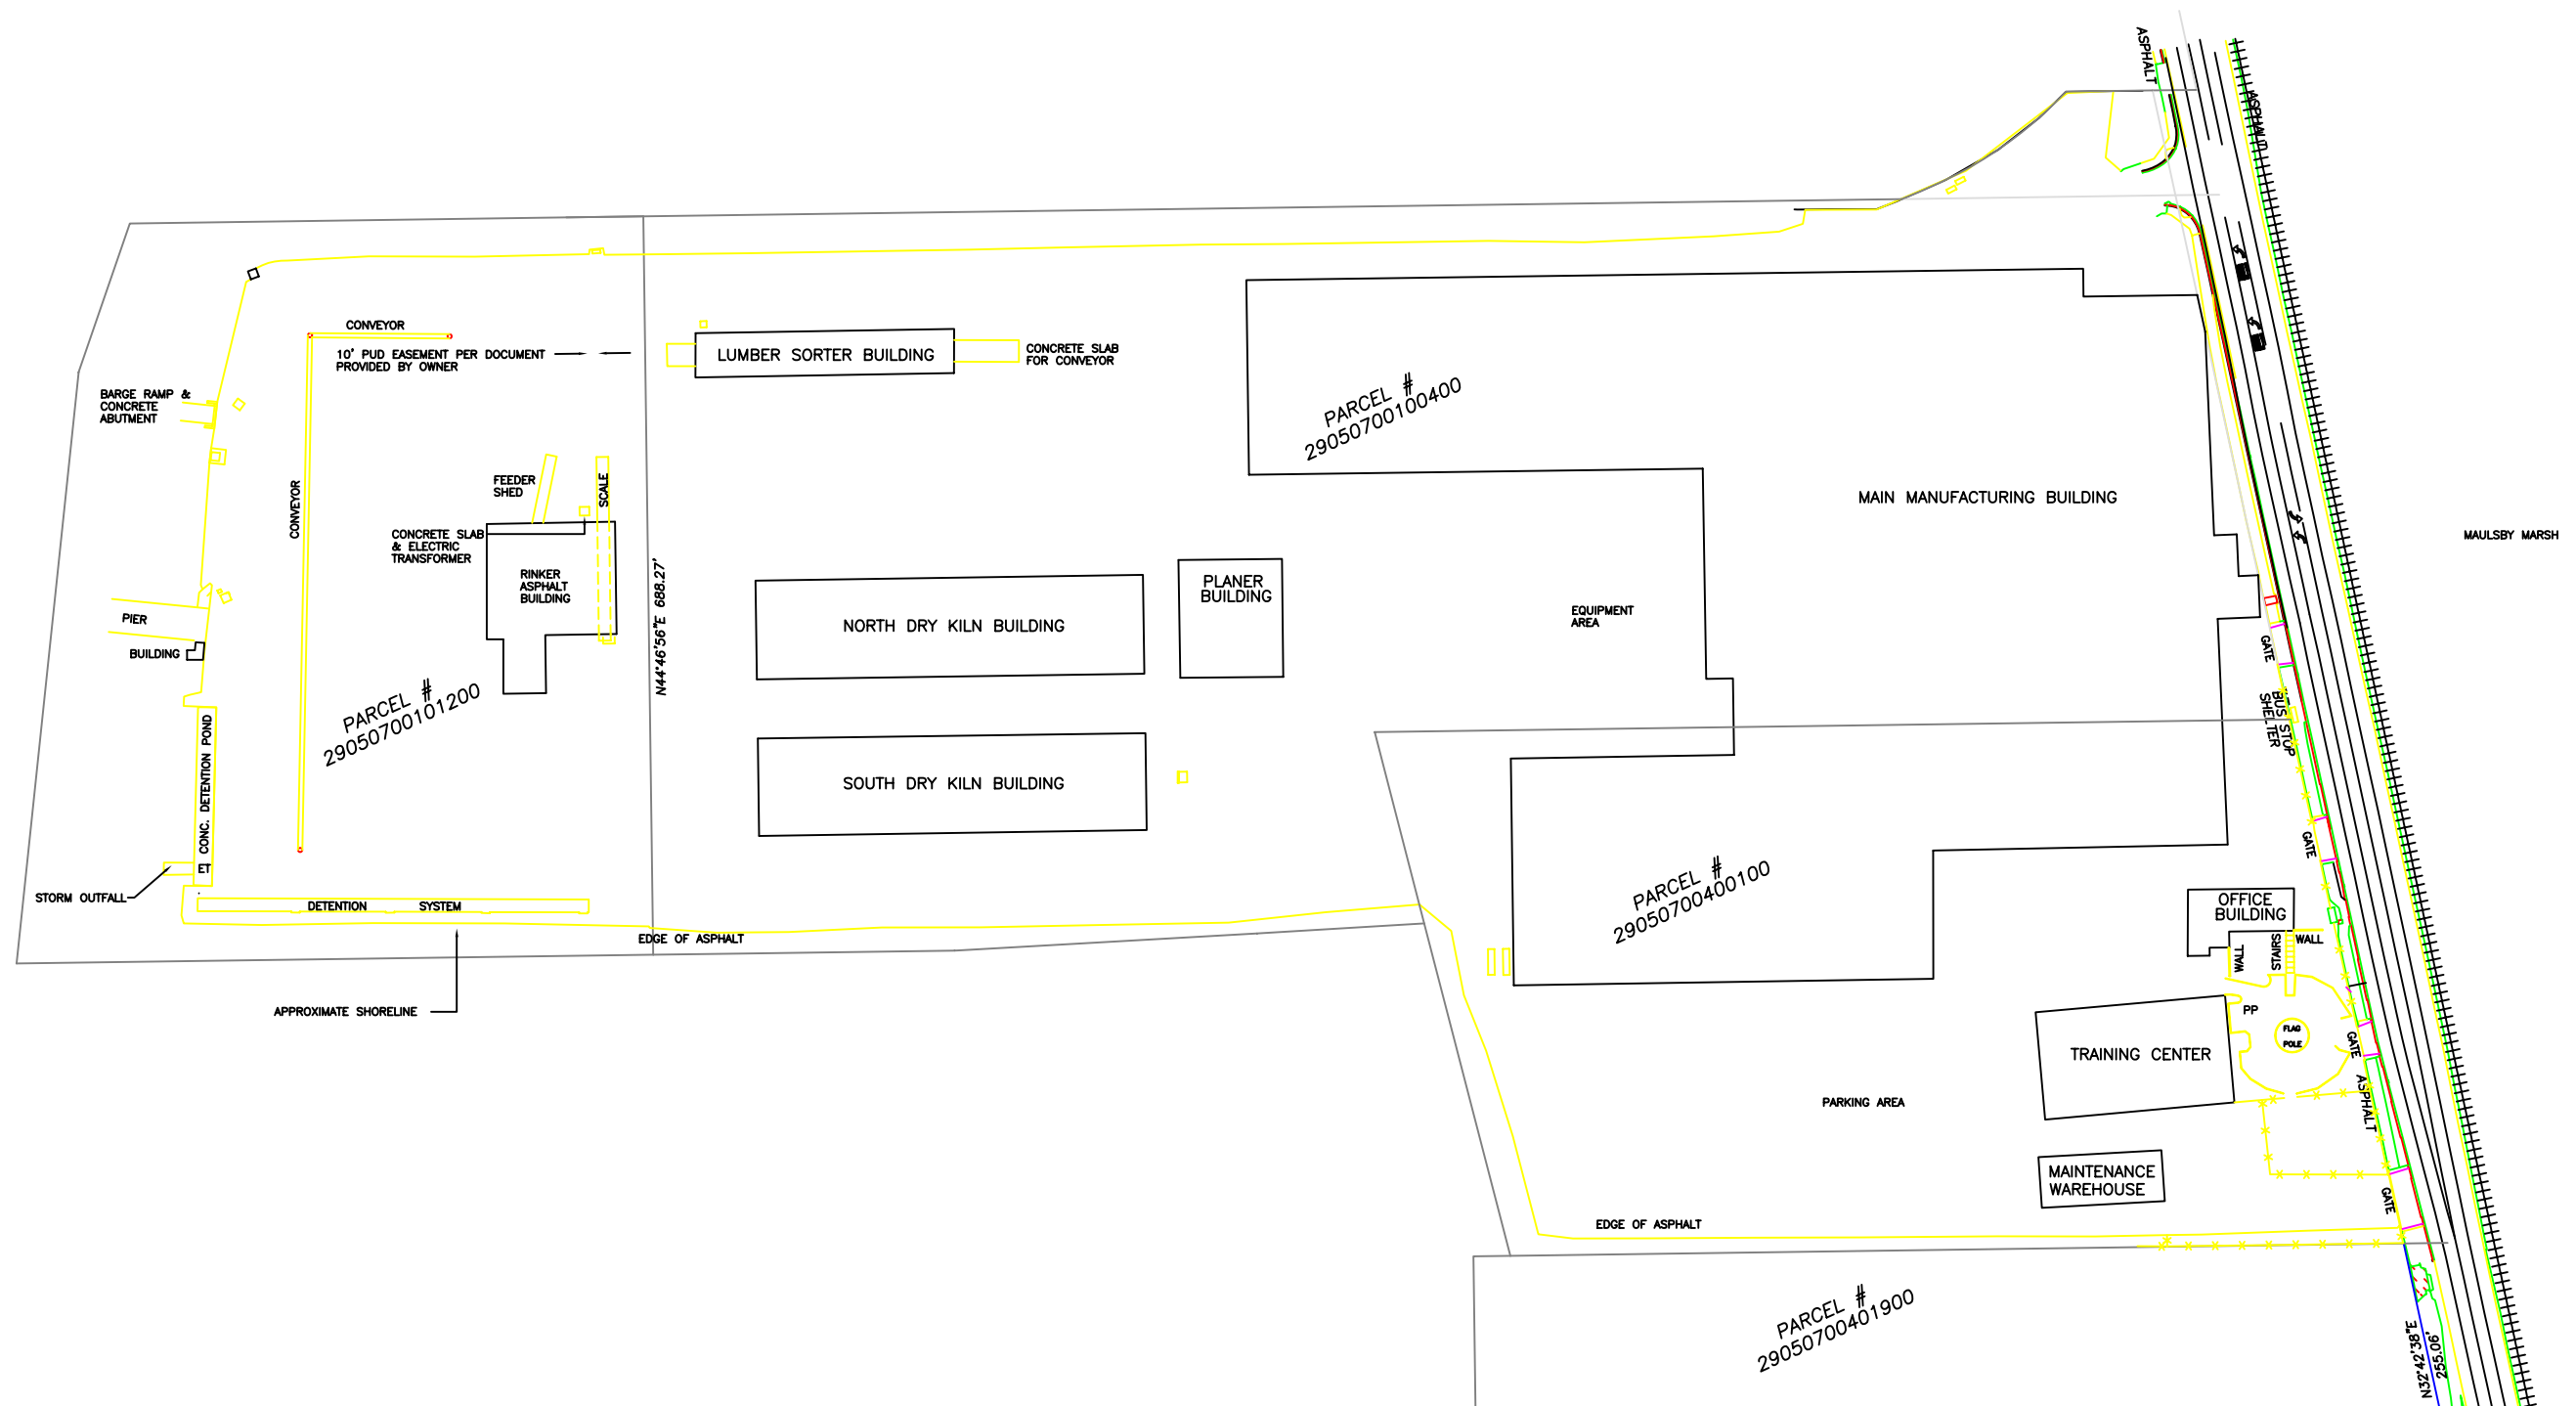 ASPHALT
ASPHALT
CONVEYOR
10' PUD EASEMENT PER DOCUMENT
PROVIDED BY OWNER
LUMBER SORTER BUILDING
CONCRETE SLAB
FOR CONVEYOR
BARGE RAMP &
CONCRETE
ABUTMENT
PARCEL #
29050700100400
FEEDER
SHED
SCALE
CONVEYOR
MAIN MANUFACTURING BUILDING
MAULSBY MARSH
CONCRETE SLAB
& ELECTRIC
TRANSFORMER
RINKER
ASPHALT
BUILDING
N44°46'56"E 688.27'
PLANER
BUILDING
EQUIPMENT
AREA
PIER
BUILDING
NORTH DRY KILN BUILDING
GATE
PARCEL #
29050700101200
BUS STOP
SHELTER
CONC. DETENTION POND
ET
SOUTH DRY KILN BUILDING
GATE
STORM OUTFALL
DETENTION SYSTEM
PARCEL #
29050700400100
OFFICE
BUILDING
EDGE OF ASPHALT
WALL
STAIRS
WALL
APPROXIMATE SHORELINE
PP
FLAG
POLE
GATE
TRAINING CENTER
ASPHALT
PARKING AREA
MAINTENANCE
WAREHOUSE
GATE
EDGE OF ASPHALT
PARCEL #
29050700401900
N32°42'38"E
255.06'